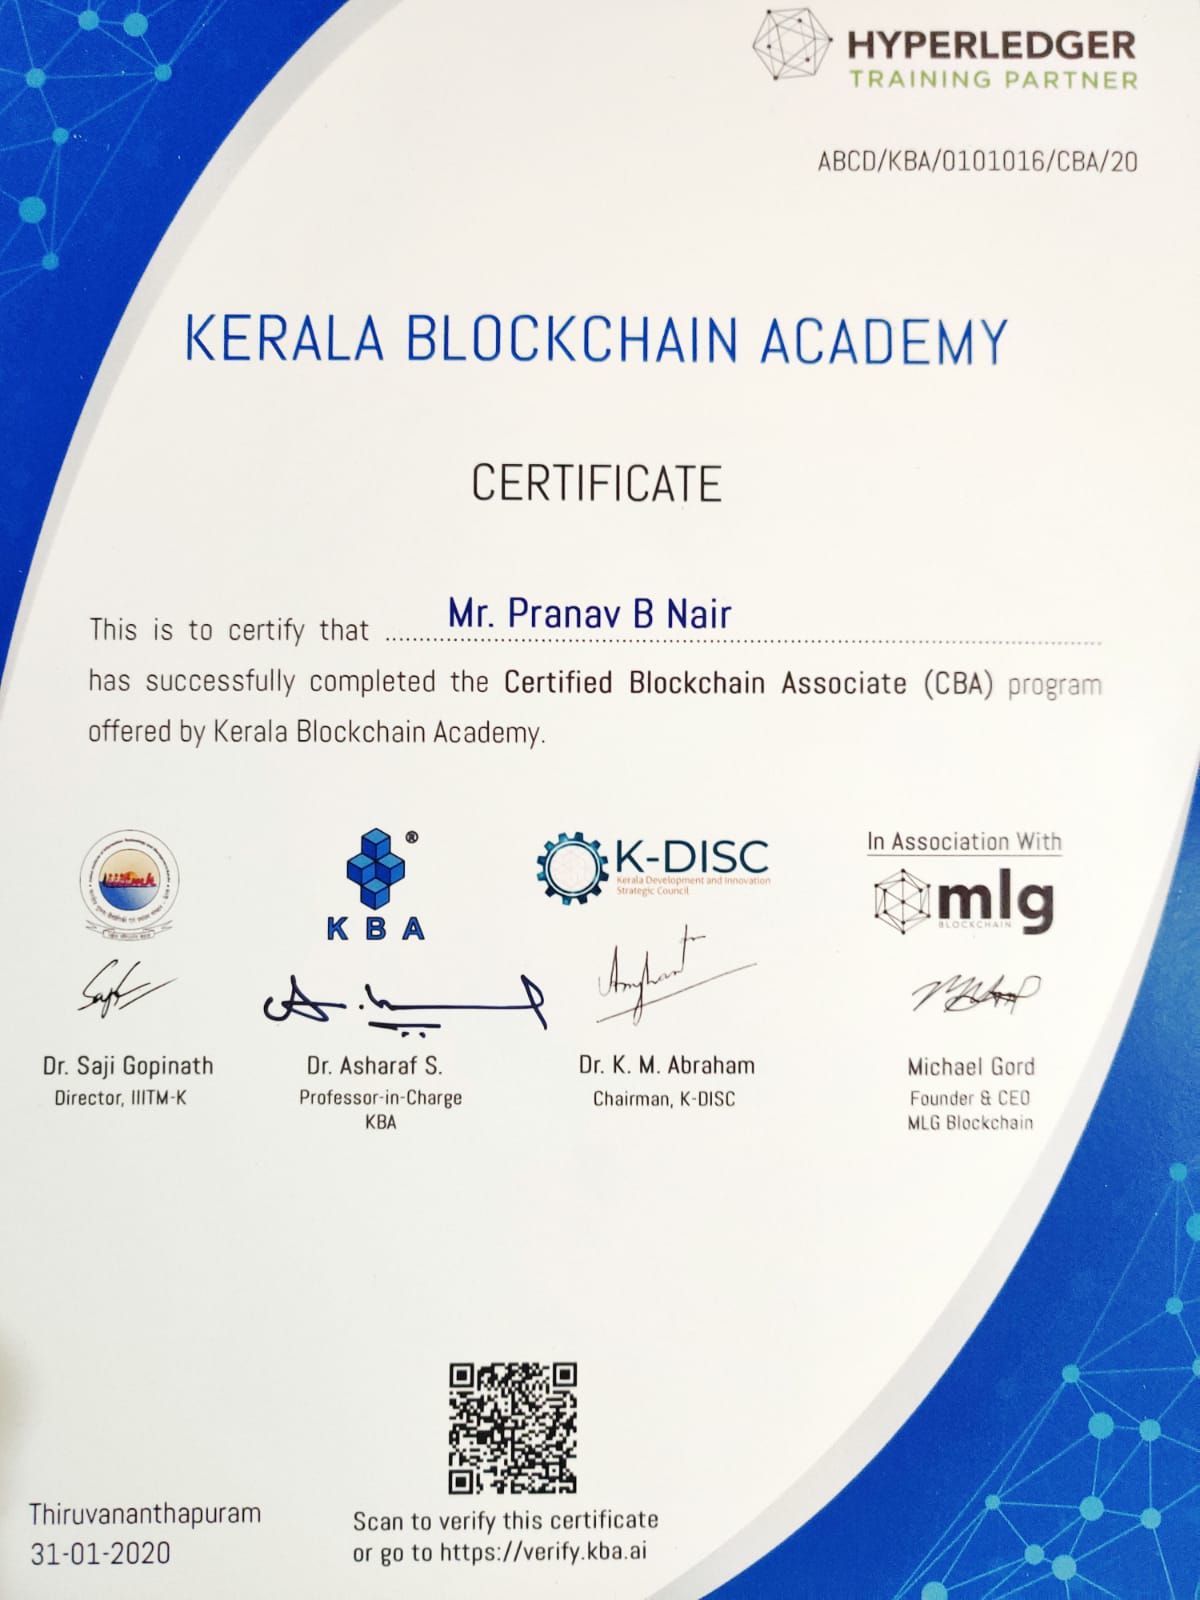 HYPERLEDGER
TRAINING PARTNER
ABCD/KBA/0101016/CBA/20
KERALA BLOCKCHAIN ACADEMY
CERTIFICATE
This is to certify that Mr. Pranav B Nair
has successfully completed the Certified Blockchain Associate (CBA) program
offered by Kerala Blockchain Academy.
iiitmk
®
KBA
K-DISC
Kerala Development and Innovation
Strategic Council
In Association With
mlg
BLOCKCHAIN
Dr. Saji Gopinath
Director, IIITM-K
Dr. Asharaf S.
Professor-in-Charge
KBA
Dr. K. M. Abraham
Chairman, K-DISC
Michael Gord
Founder & CEO
MLG Blockchain
Thiruvananthapuram
31-01-2020
Scan to verify this certificate
or go to https://verify.kba.ai